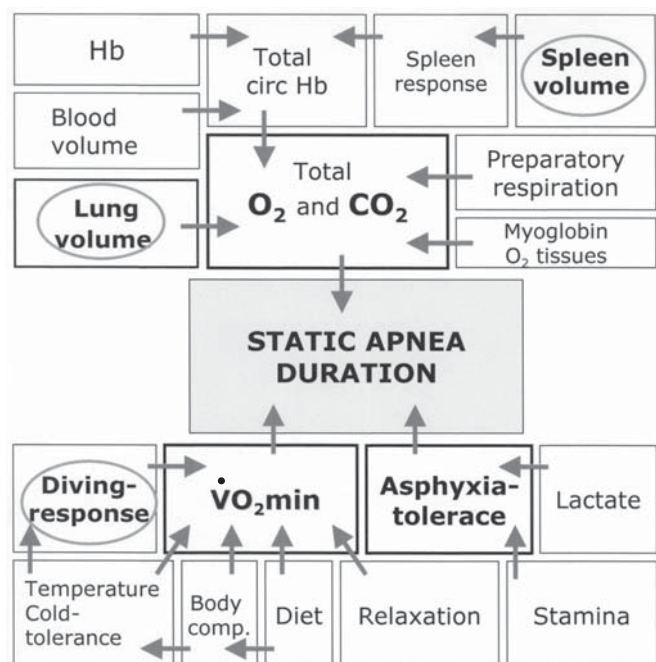 Hb
Total
circ Hb
Spleen
response
Spleen
volume
Blood
volume
Total
O₂ and CO₂
Preparatory
respiration
Lung
volume
Myoglobin
O₂ tissues
STATIC APNEA
DURATION
Diving-
response
V̇O₂min
Asphyxia-
tolerace
Lactate
Temperature
Cold-
tolerance
Body
comp.
Diet
Relaxation
Stamina